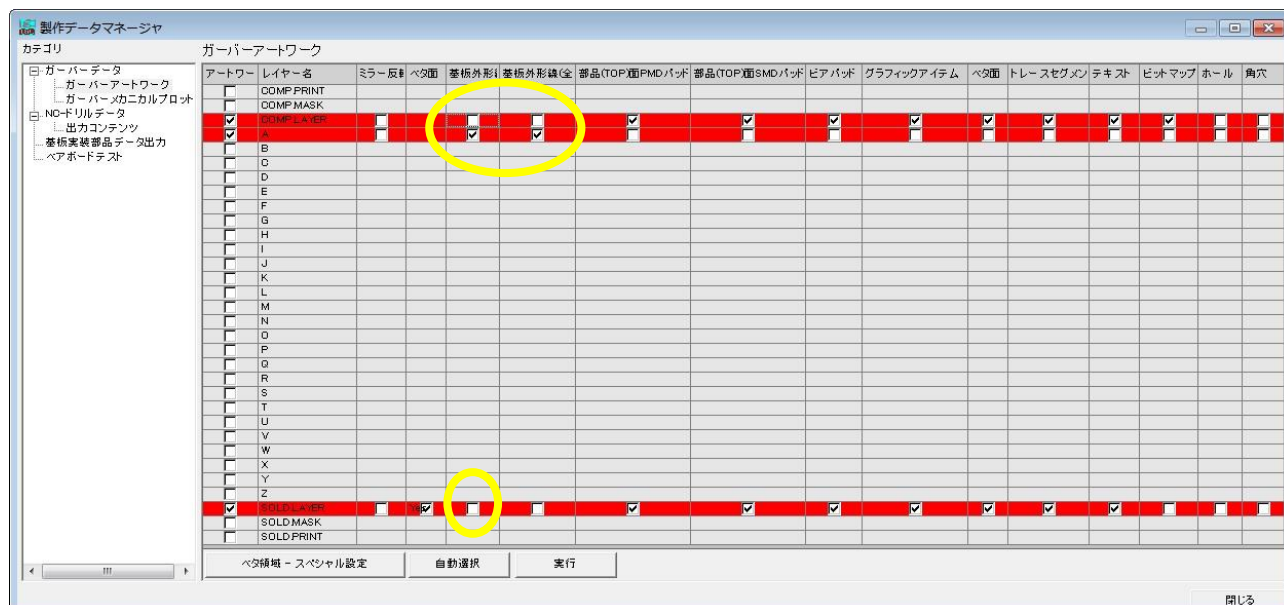 製作データマネージャ
カテゴリ
ガーバーアートワーク
ガーバーデータ
ガーバーアートワーク
ガーバーメカニカルプロット
NCドリルデータ
出力コンテンツ
基板実装部品データ出力
ベアボードテスト
アートワー レイヤー名 ミラー反 ベタ面 基板外形 基板外形線(全 部品(TOP)面PMDパッド 部品(TOP)面SMDパッド ビアパッド グラフィックアイテム ベタ面 トレースセグメン テキスト ビットマップ ホール 角穴
COMP.PRINT
COMP.MASK
COMP.LAYER
A
B
C
D
E
F
G
H
I
J
K
L
M
N
O
P
Q
R
S
T
U
V
W
X
Y
Z
SOLD.LAYER
SOLD.MASK
SOLD.PRINT
ベタ領域 - スペシャル設定 自動選択 実行
閉じる